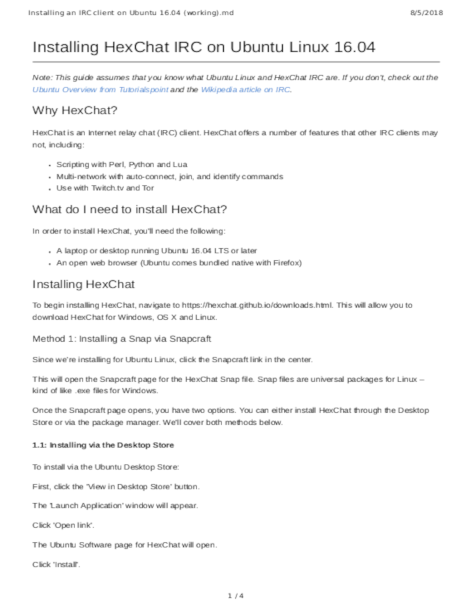 Installing an IRC client on Ubuntu 16.04 (working).md 8/5/2018
Installing HexChat IRC on Ubuntu Linux 16.04
Note: This guide assumes that you know what Ubuntu Linux and HexChat IRC are. If you don't, check out the
Ubuntu Overview from Tutorialspoint and the Wikipedia article on IRC.
Why HexChat?
HexChat is an Internet relay chat (IRC) client. HexChat offers a number of features that other IRC clients may
not, including:
• Scripting with Perl, Python and Lua
• Multi-network with auto-connect, join, and identify commands
• Use with Twitch.tv and Tor
What do I need to install HexChat?
In order to install HexChat, you'll need the following:
• A laptop or desktop running Ubuntu 16.04 LTS or later
• An open web browser (Ubuntu comes bundled native with Firefox)
Installing HexChat
To begin installing HexChat, navigate to https://hexchat.github.io/downloads.html. This will allow you to
download HexChat for Windows, OS X and Linux.
Method 1: Installing a Snap via Snapcraft
Since we're installing for Ubuntu Linux, click the Snapcraft link in the center.
This will open the Snapcraft page for the HexChat Snap file. Snap files are universal packages for Linux –
kind of like .exe files for Windows.
Once the Snapcraft page opens, you have two options. You can either install HexChat through the Desktop
Store or via the package manager. We'll cover both methods below.
1.1: Installing via the Desktop Store
To install via the Ubuntu Desktop Store:
First, click the 'View in Desktop Store' button.
The 'Launch Application' window will appear.
Click 'Open link'.
The Ubuntu Software page for HexChat will open.
Click 'Install'.
1 / 4